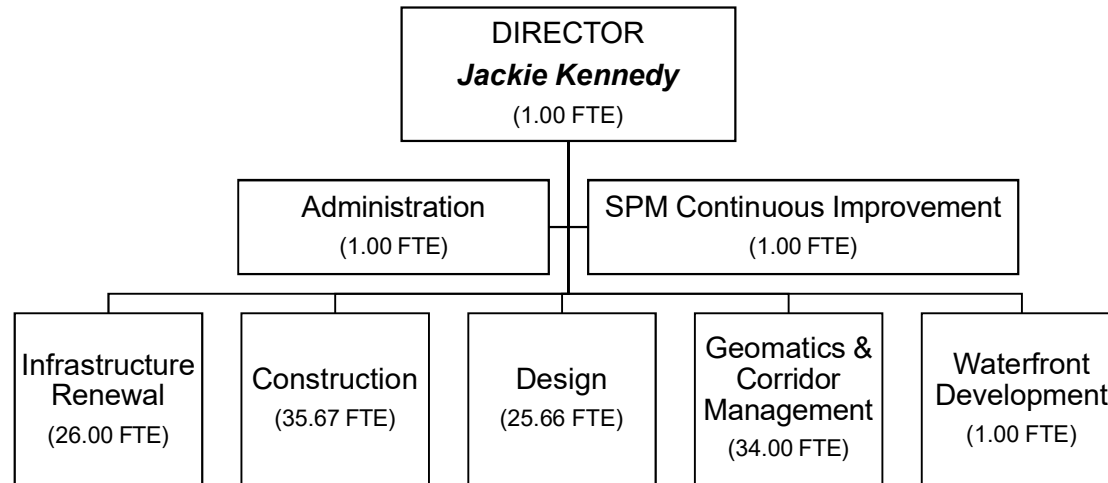 DIRECTOR
Jackie Kennedy
(1.00 FTE)
Administration
(1.00 FTE)
SPM Continuous Improvement
(1.00 FTE)
Infrastructure
Renewal
(26.00 FTE)
Construction
(35.67 FTE)
Design
(25.66 FTE)
Geomatics &
Corridor
Management
(34.00 FTE)
Waterfront
Development
(1.00 FTE)